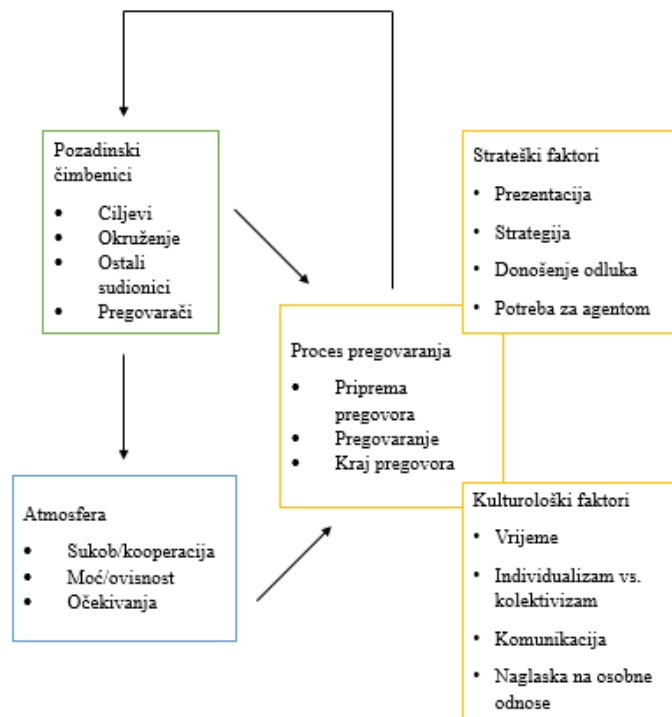 Pozadinski
čimbenici
• Ciljevi
• Okruženje
• Ostali
sudionici
• Pregovarači
Strateški faktori
• Prezentacija
• Strategija
• Donošenje odluka
• Potreba za agentom
Proces pregovaranja
• Priprema
pregovora
• Pregovaranje
• Kraj pregovora
Atmosfera
• Sukob/kooperacija
• Moć/ovisnost
• Očekivanja
Kulturološki faktori
• Vrijeme
• Individualizam vs.
kolektivizam
• Komunikacija
• Naglaska na osobne
odnose